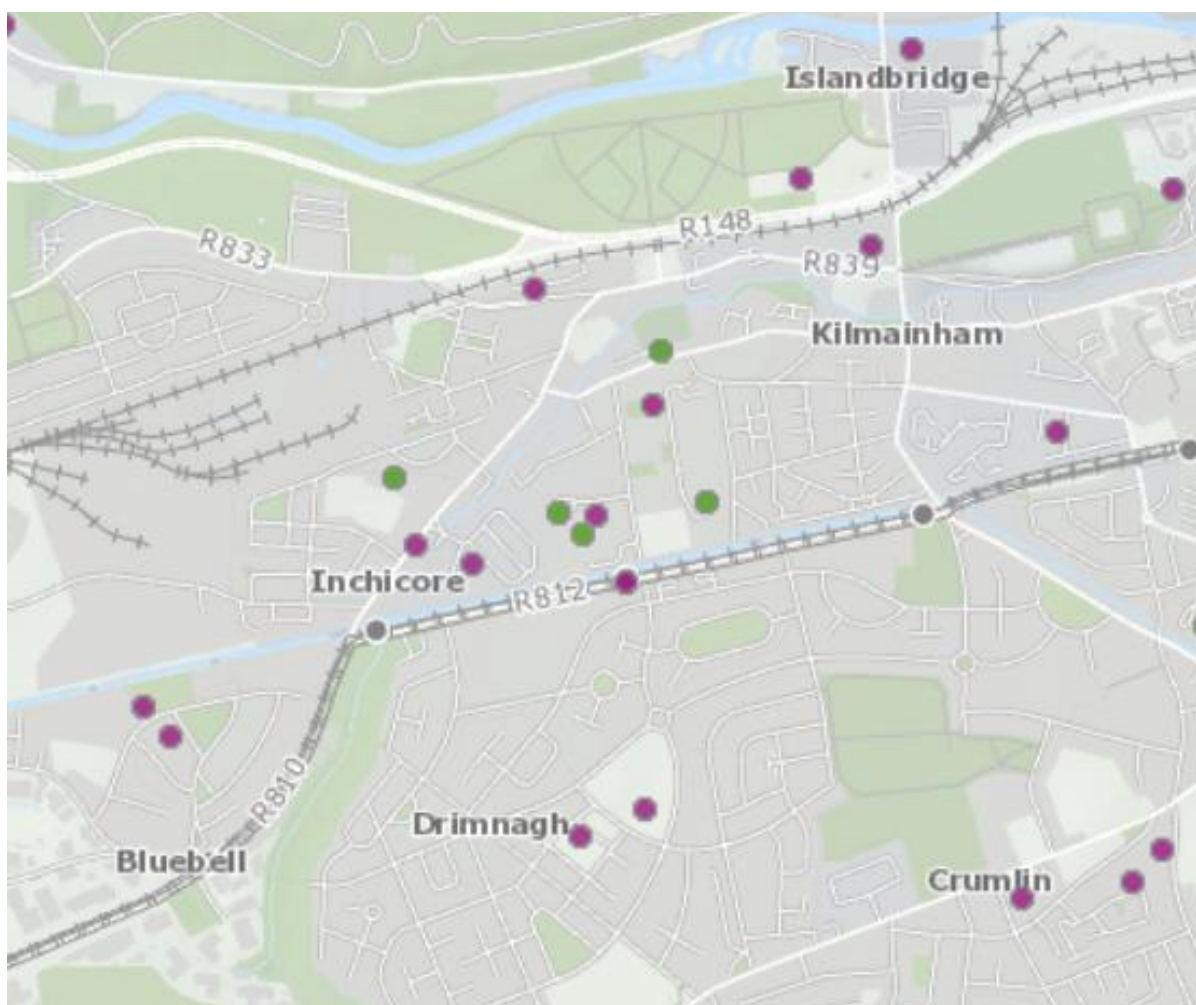 Islandbridge
R148
R833
R839
Kilmainham
Inchicore
R812
R810
Drimnagh
Bluebell
Crumlin